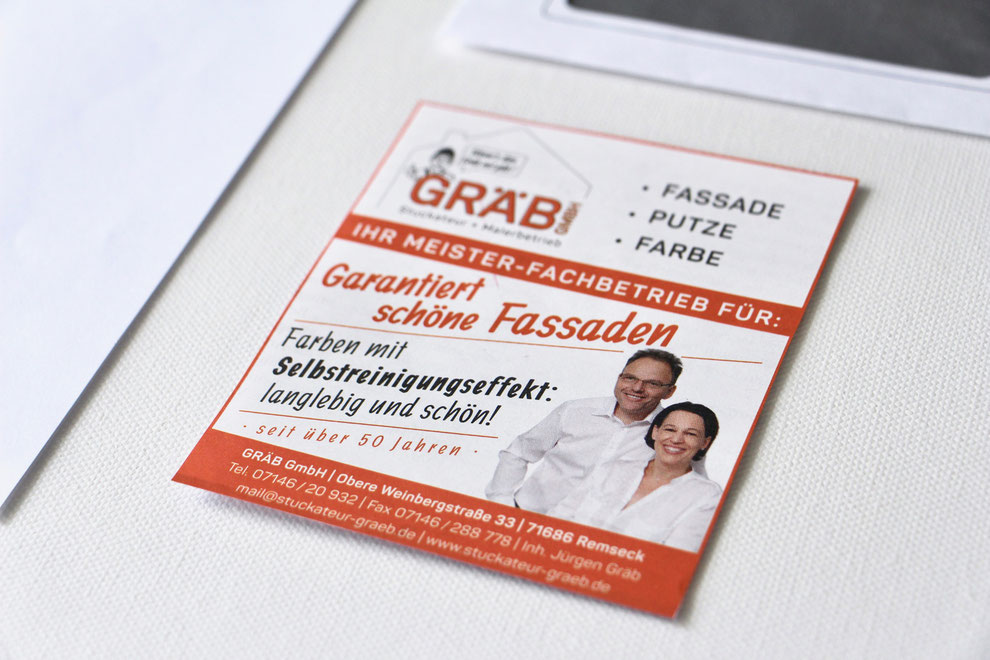 GRÄB GMBH
Stuckateur • Malerbetrieb
• FASSADE
• PUTZE
• FARBE
IHR MEISTER-FACHBETRIEB FÜR:
Garantiert
schöne Fassaden
Farben mit
Selbstreinigungseffekt:
langlebig und schön!
- seit über 50 Jahren -
GRÄB GmbH | Obere Weinbergstraße 33 | 71686 Remseck
Tel. 07146 / 20 932 | Fax 07146 / 288 778 | Inh. Jürgen Gräb
mail@stuckateur-graeb.de | www.stuckateur-graeb.de